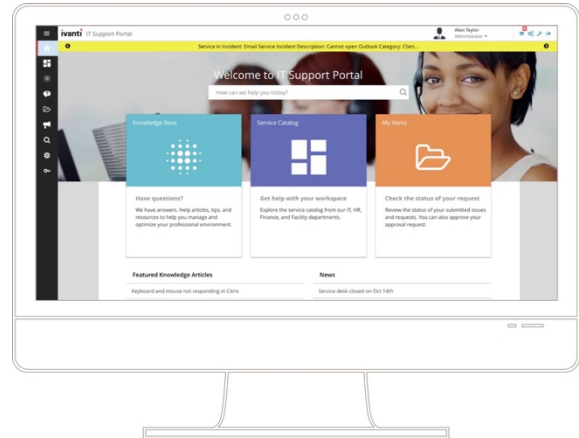 ivanti IT Support Portal
Alan Taylor
Administrator
Service in Incident: Email Service Incident Description: Cannot open Outlook Category: Clien...
Welcome to IT Support Portal
How can we help you today?
Knowledge Base
Service Catalog
My Items
Have questions?
We have answers. Help articles, tips, and
resources to help you manage and
optimize your professional environment.
Get help with your workspace
Explore the service catalog from our IT, HR,
Finance, and Facility departments.
Check the status of your request
Review the status of your submitted issues
and requests. You can also approve your
approval request.
Featured Knowledge Articles
News
Keyboard and mouse not responding in Citrix
Service desk closed on Oct 14th